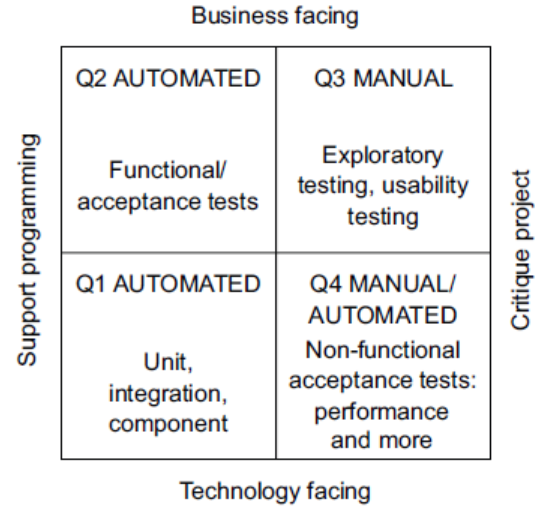 Business facing
Support programming
Q2 AUTOMATED
Functional/
acceptance tests
Q3 MANUAL
Exploratory
testing, usability
testing
Critique project
Q1 AUTOMATED
Unit,
integration,
component
Q4 MANUAL/
AUTOMATED
Non-functional
acceptance tests:
performance
and more
Technology facing